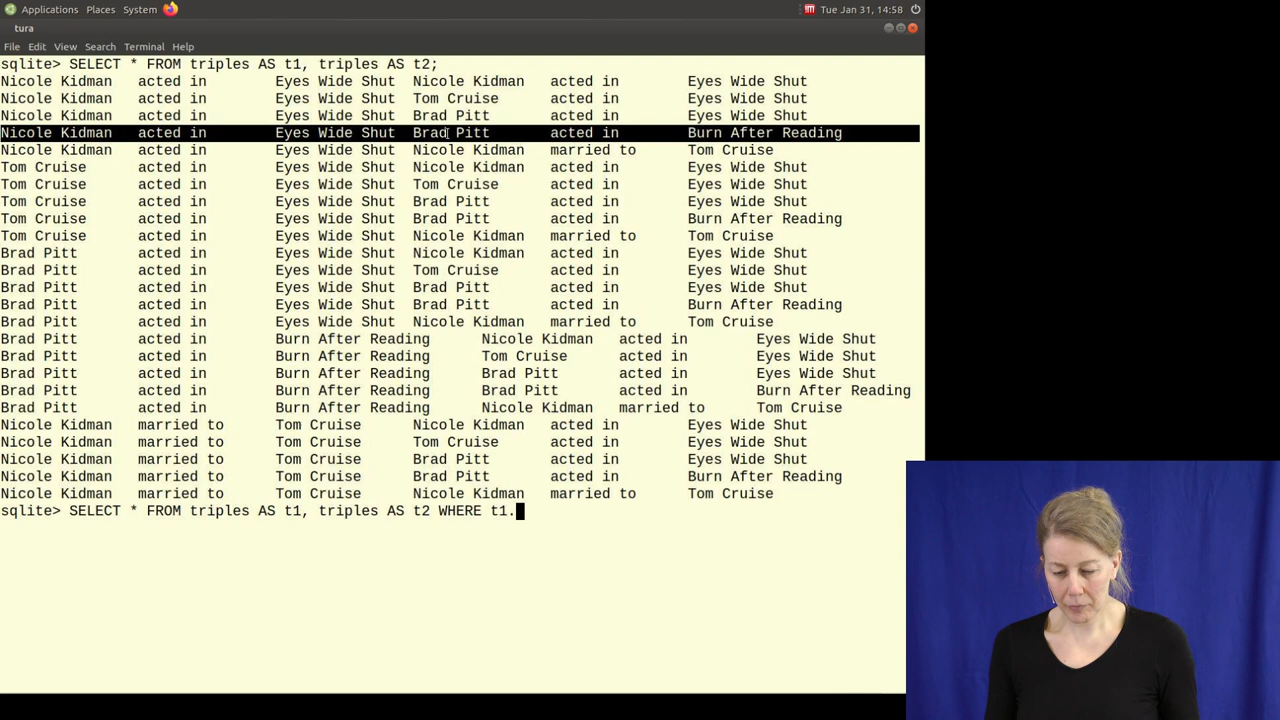 Applications Places System Tue Jan 31, 14:58
tura
File Edit View Search Terminal Help
sqlite> SELECT * FROM triples AS t1, triples AS t2;
Nicole Kidman acted in Eyes Wide Shut Nicole Kidman acted in Eyes Wide Shut
Nicole Kidman acted in Eyes Wide Shut Tom Cruise acted in Eyes Wide Shut
Nicole Kidman acted in Eyes Wide Shut Brad Pitt acted in Eyes Wide Shut
Nicole Kidman acted in Eyes Wide Shut Brad Pitt acted in Burn After Reading
Nicole Kidman acted in Eyes Wide Shut Nicole Kidman married to Tom Cruise
Tom Cruise acted in Eyes Wide Shut Nicole Kidman acted in Eyes Wide Shut
Tom Cruise acted in Eyes Wide Shut Tom Cruise acted in Eyes Wide Shut
Tom Cruise acted in Eyes Wide Shut Brad Pitt acted in Eyes Wide Shut
Tom Cruise acted in Eyes Wide Shut Brad Pitt acted in Burn After Reading
Tom Cruise acted in Eyes Wide Shut Nicole Kidman married to Tom Cruise
Brad Pitt acted in Eyes Wide Shut Nicole Kidman acted in Eyes Wide Shut
Brad Pitt acted in Eyes Wide Shut Tom Cruise acted in Eyes Wide Shut
Brad Pitt acted in Eyes Wide Shut Brad Pitt acted in Eyes Wide Shut
Brad Pitt acted in Eyes Wide Shut Brad Pitt acted in Burn After Reading
Brad Pitt acted in Eyes Wide Shut Nicole Kidman married to Tom Cruise
Brad Pitt acted in Burn After Reading Nicole Kidman acted in Eyes Wide Shut
Brad Pitt acted in Burn After Reading Tom Cruise acted in Eyes Wide Shut
Brad Pitt acted in Burn After Reading Brad Pitt acted in Eyes Wide Shut
Brad Pitt acted in Burn After Reading Brad Pitt acted in Burn After Reading
Brad Pitt acted in Burn After Reading Nicole Kidman married to Tom Cruise
Nicole Kidman married to Tom Cruise Nicole Kidman acted in Eyes Wide Shut
Nicole Kidman married to Tom Cruise Tom Cruise acted in Eyes Wide Shut
Nicole Kidman married to Tom Cruise Brad Pitt acted in Eyes Wide Shut
Nicole Kidman married to Tom Cruise Brad Pitt acted in Burn After Reading
Nicole Kidman married to Tom Cruise Nicole Kidman married to Tom Cruise
sqlite> SELECT * FROM triples AS t1, triples AS t2 WHERE t1.